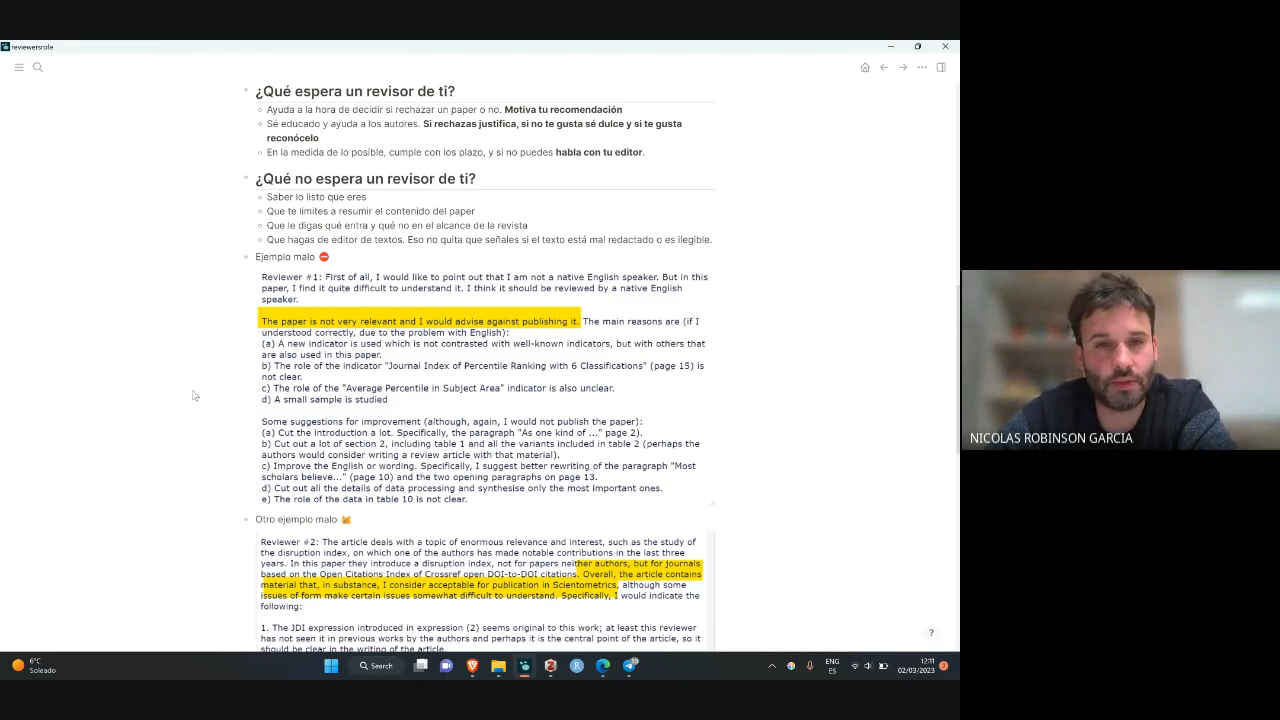 reviewersrole
¿Qué espera un revisor de ti?
Ayuda a la hora de decidir si rechazar un paper o no. Motiva tu recomendación
Sé educado y ayuda a los autores. Si rechazas justifica, si no te gusta sé dulce y si te gusta
reconócelo
En la medida de lo posible, cumple con los plazo, y si no puedes habla con tu editor.
¿Qué no espera un revisor de ti?
Saber lo listo que eres
Que te limites a resumir el contenido del paper
Que le digas qué entra y qué no en el alcance de la revista
Que hagas de editor de textos. Eso no quita que señales si el texto está mal redactado o es ilegible.
Ejemplo malo
Reviewer #1: First of all, I would like to point out that I am not a native English speaker. But in this
paper, I find it quite difficult to understand it. I think it should be reviewed by a native English
speaker.
The paper is not very relevant and I would advise against publishing it. The main reasons are (if I
understood correctly, due to the problem with English):
(a) A new indicator is used which is not contrasted with well-known indicators, but with others that
are also used in this paper.
b) The role of the indicator "Journal Index of Percentile Ranking with 6 Classifications" (page 15) is
not clear.
c) The role of the "Average Percentile in Subject Area" indicator is also unclear.
d) A small sample is studied
Some suggestions for improvement (although, again, I would not publish the paper):
(a) Cut the introduction a lot. Specifically, the paragraph "As one kind of ..." page 2).
b) Cut out a lot of section 2, including table 1 and all the variants included in table 2 (perhaps the
authors would consider writing a review article with that material).
c) Improve the English or wording. Specifically, I suggest better rewriting of the paragraph "Most
scholars believe..." (page 10) and the two opening paragraphs on page 13.
d) Cut out all the details of data processing and synthesise only the most important ones.
e) The role of the data in table 10 is not clear.
Otro ejemplo malo
Reviewer #2: The article deals with a topic of enormous relevance and interest, such as the study of
the disruption index, on which one of the authors has made notable contributions in the last three
years. In this paper they introduce a disruption index, not for papers neither authors, but for journals
based on the Open Citations Index of Crossref open DOI-to-DOI citations. Overall, the article contains
material that, in substance, I consider acceptable for publication in Scientometrics, although some
issues of form make certain issues somewhat difficult to understand. Specifically, I would indicate the
following:
1. The JDI expression introduced in expression (2) seems original to this work; at least this reviewer
has not seen it in previous works by the authors and perhaps it is the central point of the article, so it
should be clear in the writing of the article.
?
NICOLAS ROBINSON GARCIA
6°C
Soleado
Search
R
ENG
ES
12:11
02/03/2023
2